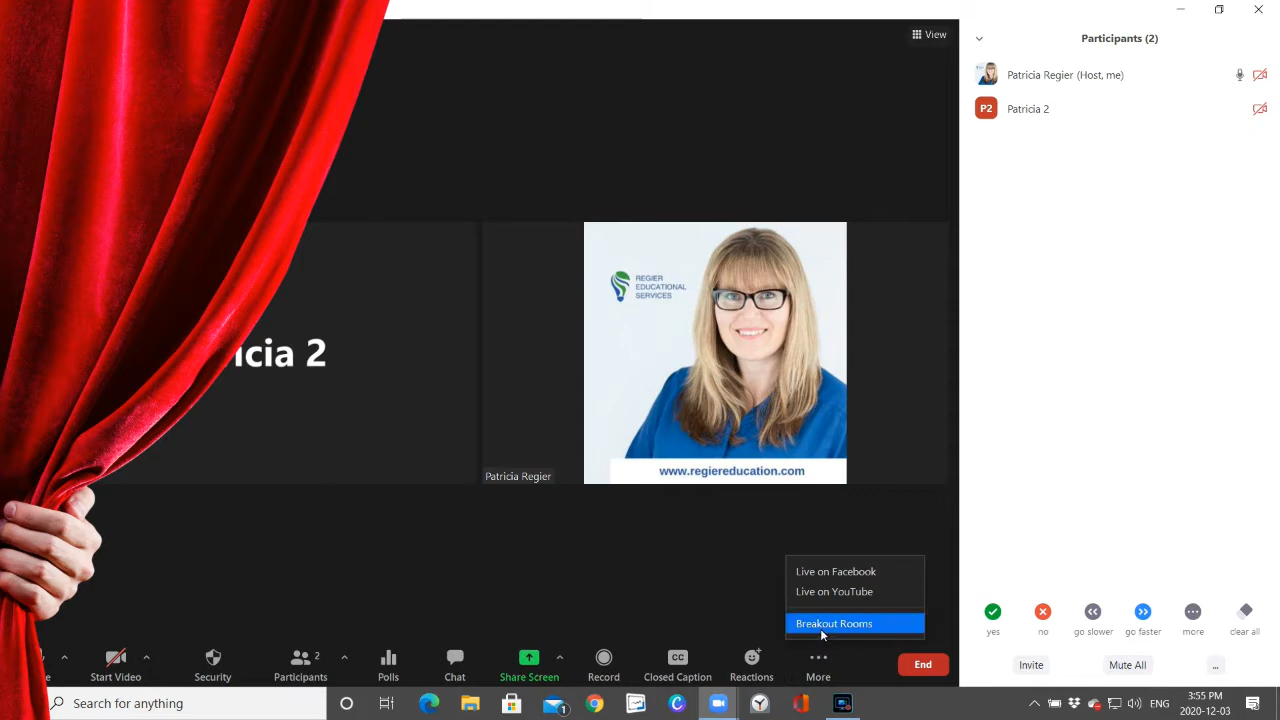 View
Participants (2)
Patricia Regier (Host, me)
P2 Patricia 2
icia 2
REGIER
EDUCATIONAL
SERVICES
www.regiereducation.com
Patricia Regier
Live on Facebook
Live on YouTube
Breakout Rooms
yes no go slower go faster more clear all
Start Video Security Participants 2 Polls Chat Share Screen Record CC Closed Caption Reactions More End
Invite Mute All ...
Search for anything
1
ENG
3:55 PM
2020-12-03